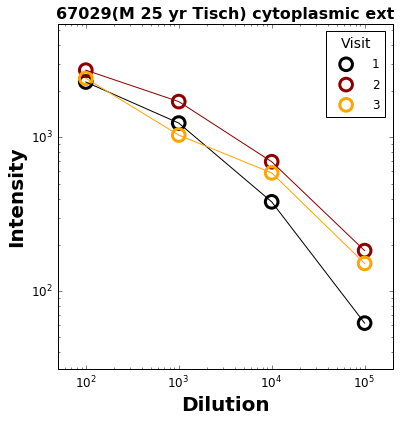 67029(M 25 yr Tisch) cytoplasmic ext
Visit
1
2
3
Intensity
10³
10²
10² 10³ 10⁴ 10⁵
Dilution